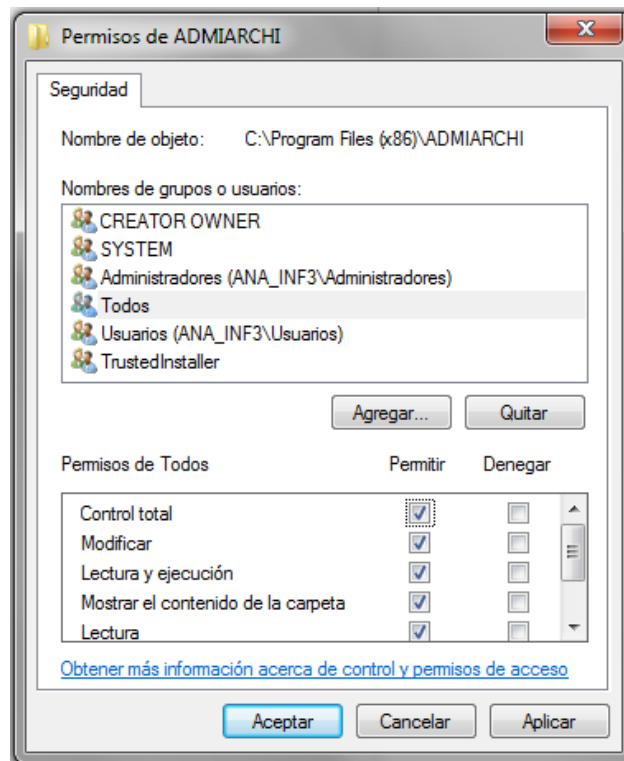 Permisos de ADMIARCHI
Seguridad
Nombre de objeto: C:\Program Files (x86)\ADMIARCHI
Nombres de grupos o usuarios:
CREATOR OWNER
SYSTEM
Administradores (ANA_INF3\Administradores)
Todos
Usuarios (ANA_INF3\Usuarios)
TrustedInstaller
Agregar... Quitar
Permisos de Todos Permitir Denegar
Control total
Modificar
Lectura y ejecución
Mostrar el contenido de la carpeta
Lectura
Obtener más información acerca de control y permisos de acceso
Aceptar Cancelar Aplicar